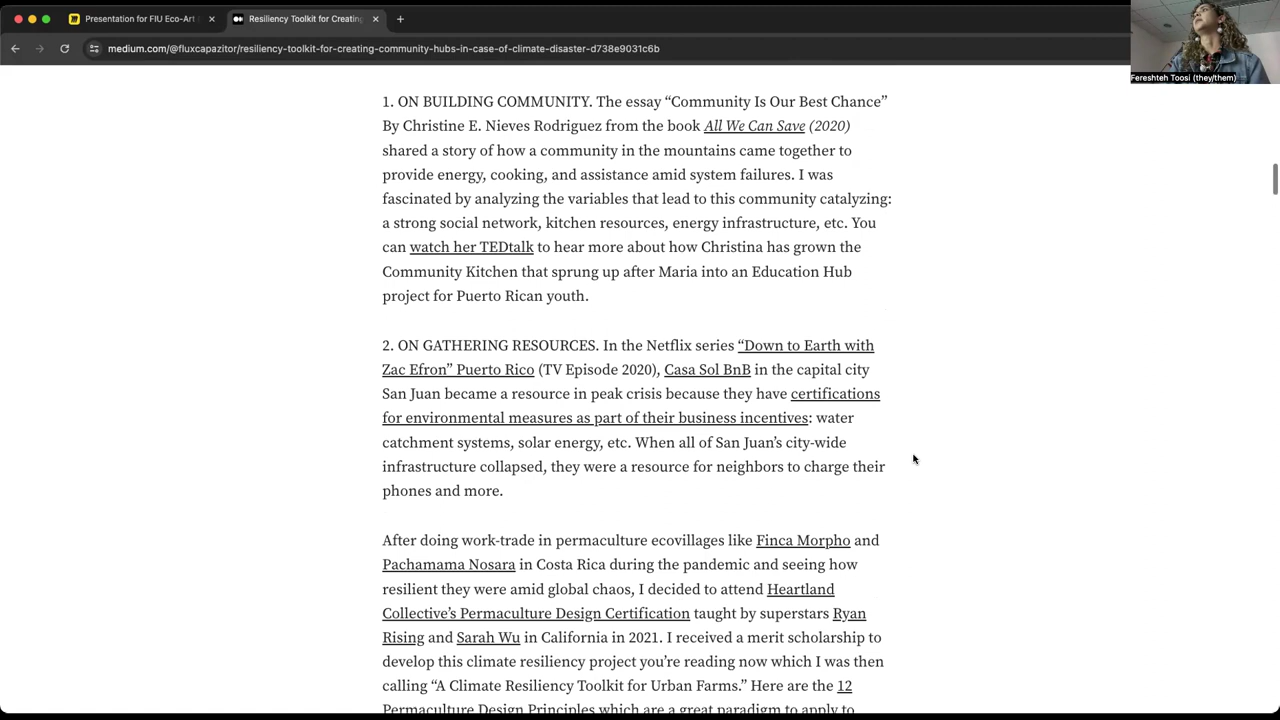 Presentation for FIU Eco-Art
Resiliency Toolkit for Creating
medium.com/@fluxcapazitor/resiliency-toolkit-for-creating-community-hubs-in-case-of-climate-disaster-d738e9031c6b
Fereshteh Toosi (they/them)
1. ON BUILDING COMMUNITY. The essay “Community Is Our Best Chance”
By Christine E. Nieves Rodriguez from the book All We Can Save (2020)
shared a story of how a community in the mountains came together to
provide energy, cooking, and assistance amid system failures. I was
fascinated by analyzing the variables that lead to this community catalyzing:
a strong social network, kitchen resources, energy infrastructure, etc. You
can watch her TEDtalk to hear more about how Christina has grown the
Community Kitchen that sprung up after Maria into an Education Hub
project for Puerto Rican youth.
2. ON GATHERING RESOURCES. In the Netflix series “Down to Earth with
Zac Efron” Puerto Rico (TV Episode 2020), Casa Sol BnB in the capital city
San Juan became a resource in peak crisis because they have certifications
for environmental measures as part of their business incentives: water
catchment systems, solar energy, etc. When all of San Juan’s city-wide
infrastructure collapsed, they were a resource for neighbors to charge their
phones and more.
After doing work-trade in permaculture ecovillages like Finca Morpho and
Pachamama Nosara in Costa Rica during the pandemic and seeing how
resilient they were amid global chaos, I decided to attend Heartland
Collective’s Permaculture Design Certification taught by superstars Ryan
Rising and Sarah Wu in California in 2021. I received a merit scholarship to
develop this climate resiliency project you’re reading now which I was then
calling “A Climate Resiliency Toolkit for Urban Farms.” Here are the 12
Permaculture Design Principles which are a great paradigm to apply to